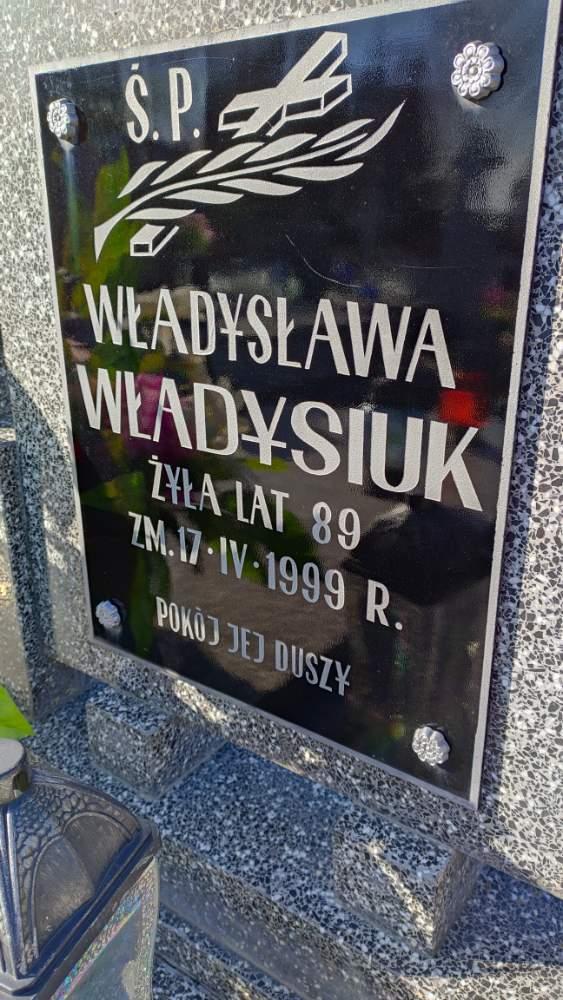 Ś. P.
WŁADYSŁAWA
WŁADYSIUK
ŻYŁA LAT 89
ZM. 17 · IV · 1999 R.
POKÓJ JEJ DUSZY